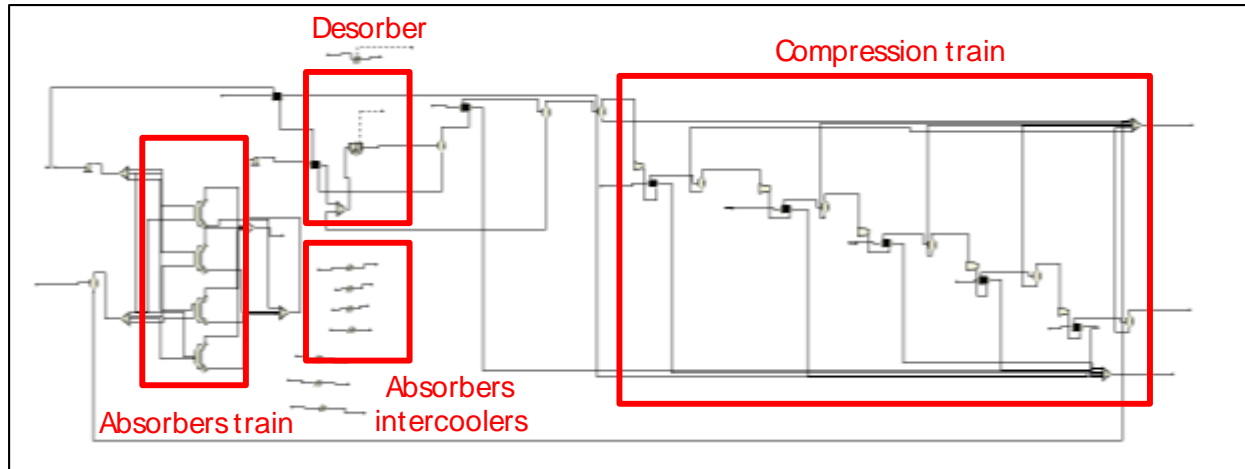 Desorber
Compression train
Absorbers train
Absorbers
intercoolers